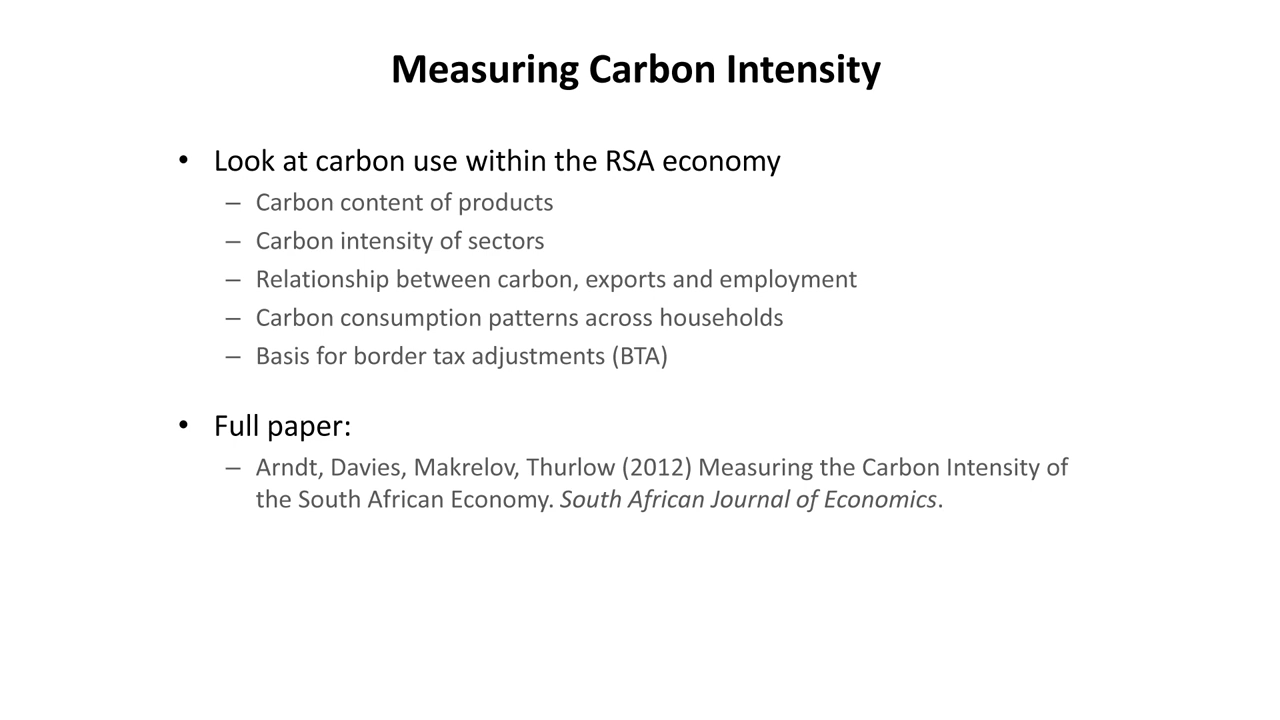 Measuring Carbon Intensity
• Look at carbon use within the RSA economy
– Carbon content of products
– Carbon intensity of sectors
– Relationship between carbon, exports and employment
– Carbon consumption patterns across households
– Basis for border tax adjustments (BTA)
• Full paper:
– Arndt, Davies, Makrelov, Thurlow (2012) Measuring the Carbon Intensity of
the South African Economy. South African Journal of Economics.